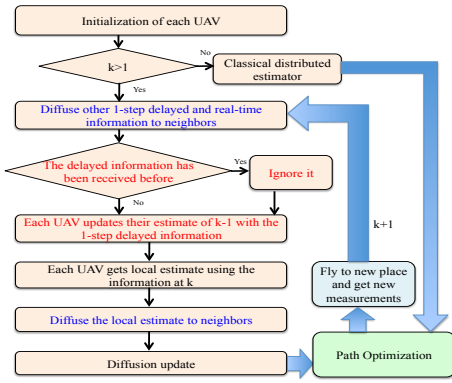 Initialization of each UAV
k>1
No
Classical distributed
estimator
Yes
Diffuse other 1-step delayed and real-time
information to neighbors
The delayed information has
been received before
Yes
Ignore it
No
Each UAV updates their estimate of k-1 with the
1-step delayed information
k+1
Each UAV gets local estimate using the
information at k
Fly to new place
and get new
measurements
Diffuse the local estimate to neighbors
Diffusion update
Path Optimization